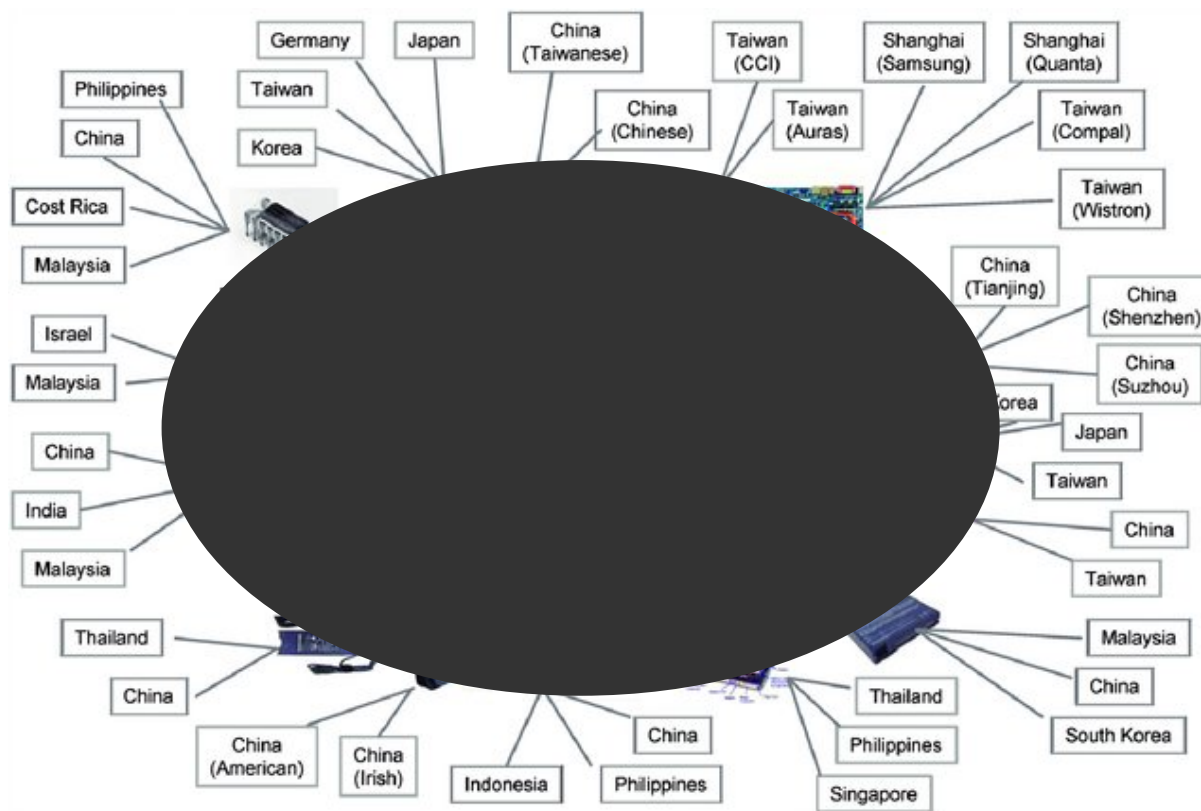 Germany
Japan
China
(Taiwanese)
Taiwan
(CCI)
Shanghai
(Samsung)
Shanghai
(Quanta)
Philippines
Taiwan
China
(Chinese)
Taiwan
(Auras)
Taiwan
(Compal)
China
Korea
Cost Rica
Taiwan
(Wistron)
Malaysia
China
(Tianjing)
China
(Shenzhen)
Israel
Malaysia
China
(Suzhou)
Japan
China
Taiwan
India
China
Malaysia
Taiwan
Thailand
Malaysia
China
China
Thailand
South Korea
China
(American)
China
(Irish)
China
Philippines
Indonesia
Philippines
Singapore